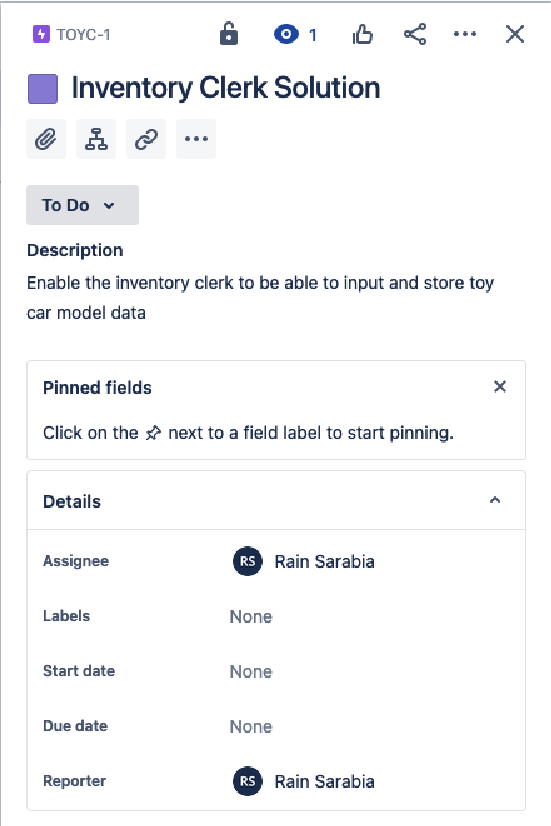 TOYC-1
1
Inventory Clerk Solution
To Do
Description
Enable the inventory clerk to be able to input and store toy
car model data
Pinned fields
Click on the next to a field label to start pinning.
Details
Assignee RS Rain Sarabia
Labels None
Start date None
Due date None
Reporter RS Rain Sarabia